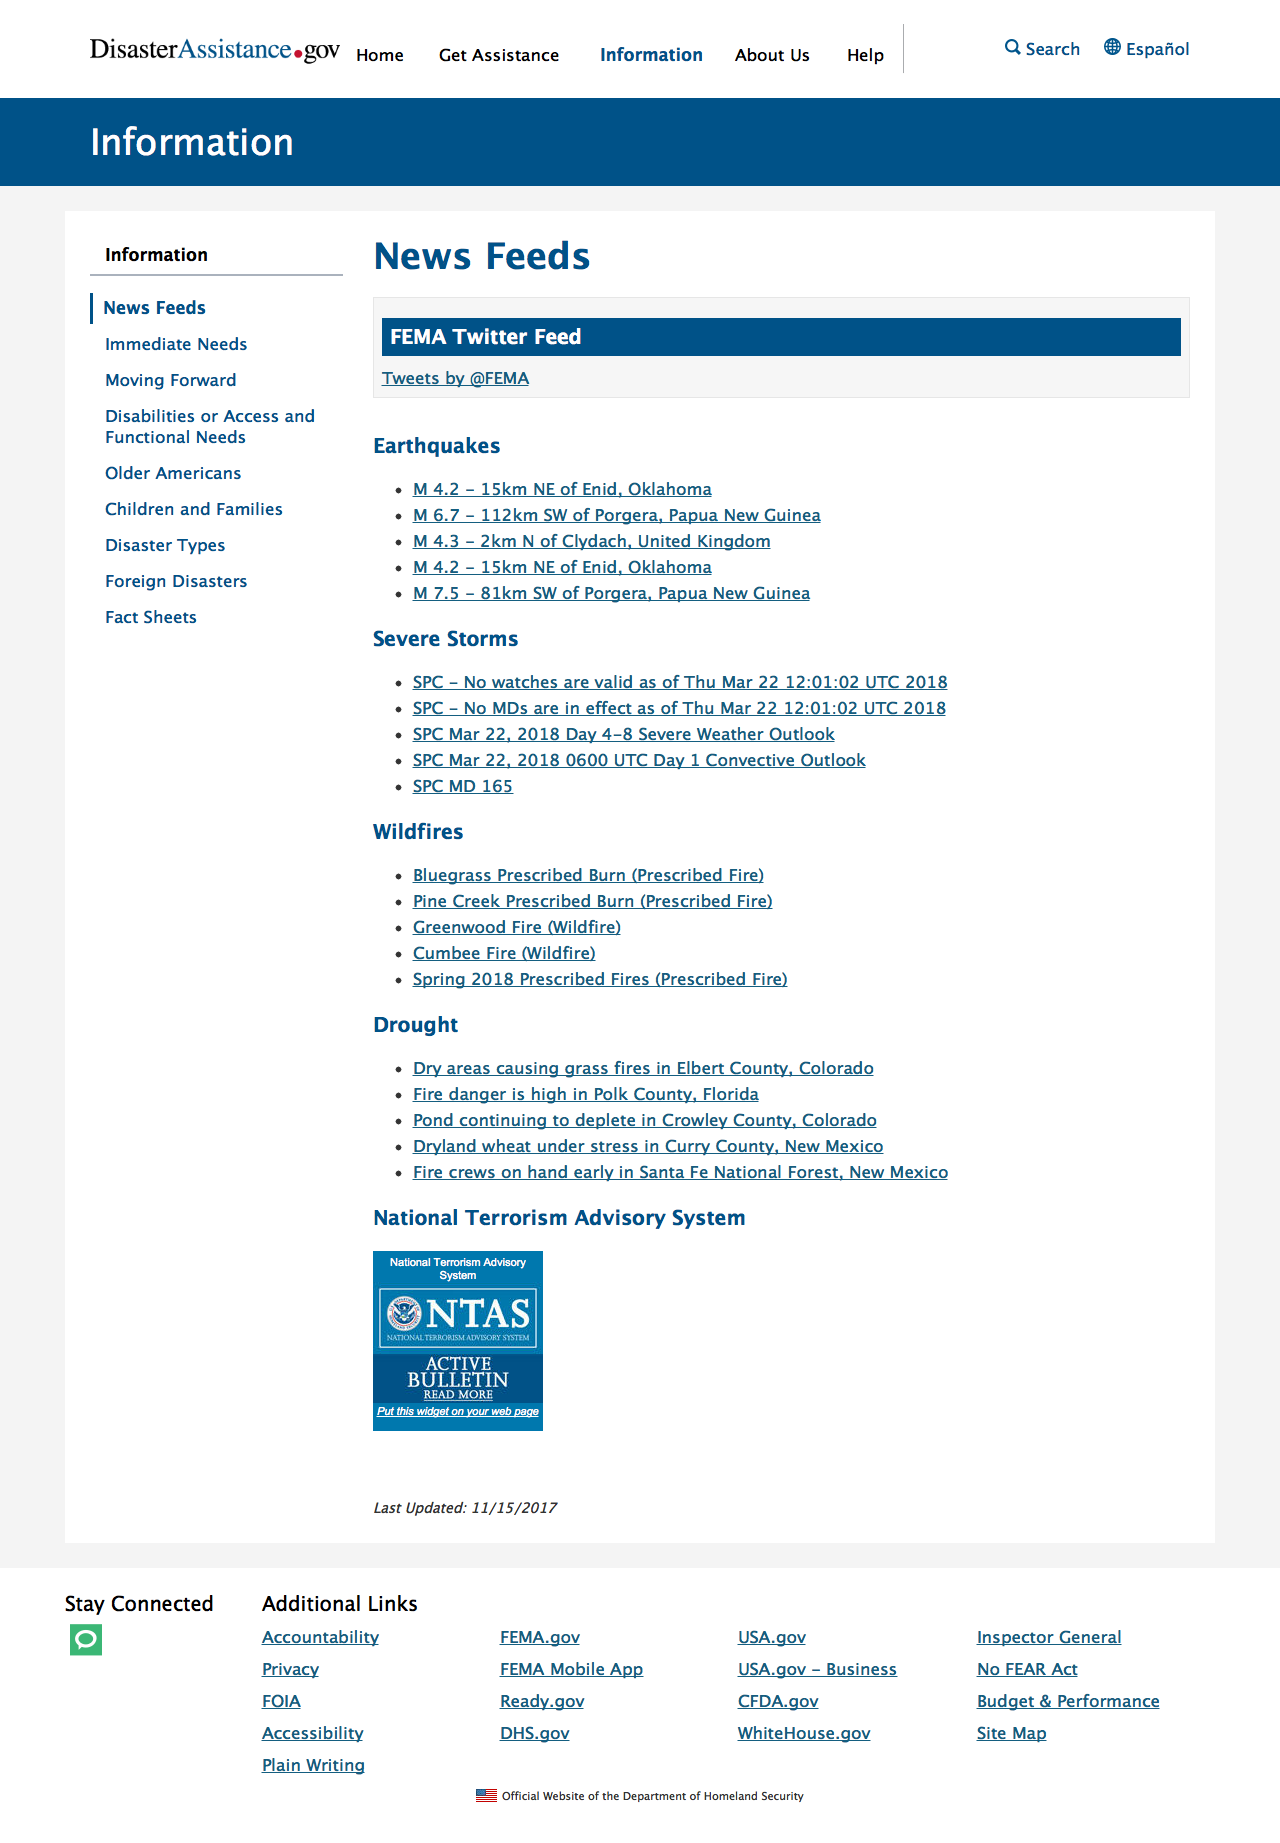 DisasterAssistance.gov
Home
Get Assistance
Information
About Us
Help
Search
Español
Information
Information
News Feeds
Immediate Needs
Moving Forward
Disabilities or Access and
Functional Needs
Older Americans
Children and Families
Disaster Types
Foreign Disasters
Fact Sheets
News Feeds
FEMA Twitter Feed
Tweets by @FEMA
Earthquakes
M 4.2 - 15km NE of Enid, Oklahoma
M 6.7 - 112km SW of Porgera, Papua New Guinea
M 4.3 - 2km N of Clydach, United Kingdom
M 4.2 - 15km NE of Enid, Oklahoma
M 7.5 - 81km SW of Porgera, Papua New Guinea
Severe Storms
SPC - No watches are valid as of Thu Mar 22 12:01:02 UTC 2018
SPC - No MDs are in effect as of Thu Mar 22 12:01:02 UTC 2018
SPC Mar 22, 2018 Day 4-8 Severe Weather Outlook
SPC Mar 22, 2018 0600 UTC Day 1 Convective Outlook
SPC MD 165
Wildfires
Bluegrass Prescribed Burn (Prescribed Fire)
Pine Creek Prescribed Burn (Prescribed Fire)
Greenwood Fire (Wildfire)
Cumbee Fire (Wildfire)
Spring 2018 Prescribed Fires (Prescribed Fire)
Drought
Dry areas causing grass fires in Elbert County, Colorado
Fire danger is high in Polk County, Florida
Pond continuing to deplete in Crowley County, Colorado
Dryland wheat under stress in Curry County, New Mexico
Fire crews on hand early in Santa Fe National Forest, New Mexico
National Terrorism Advisory System
National Terrorism Advisory
System
NTAS
NATIONAL TERRORISM ADVISORY SYSTEM
ACTIVE
BULLETIN
READ MORE
Put this widget on your web page
Last Updated: 11/15/2017
Stay Connected
Additional Links
Accountability
Privacy
FOIA
Accessibility
Plain Writing
FEMA.gov
FEMA Mobile App
Ready.gov
DHS.gov
USA.gov
USA.gov - Business
CFDA.gov
WhiteHouse.gov
Inspector General
No FEAR Act
Budget & Performance
Site Map
Official Website of the Department of Homeland Security